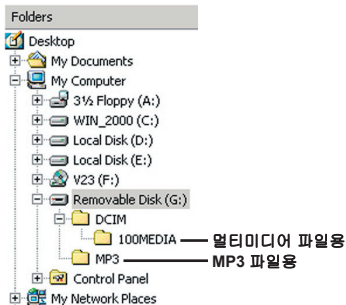 Folders
Desktop
My Documents
My Computer
3½ Floppy (A:)
WIN_2000 (C:)
Local Disk (D:)
Local Disk (E:)
V23 (F:)
Removable Disk (G:)
DCIM
100MEDIA 멀티미디어 파일용
MP3 MP3 파일용
Control Panel
My Network Places